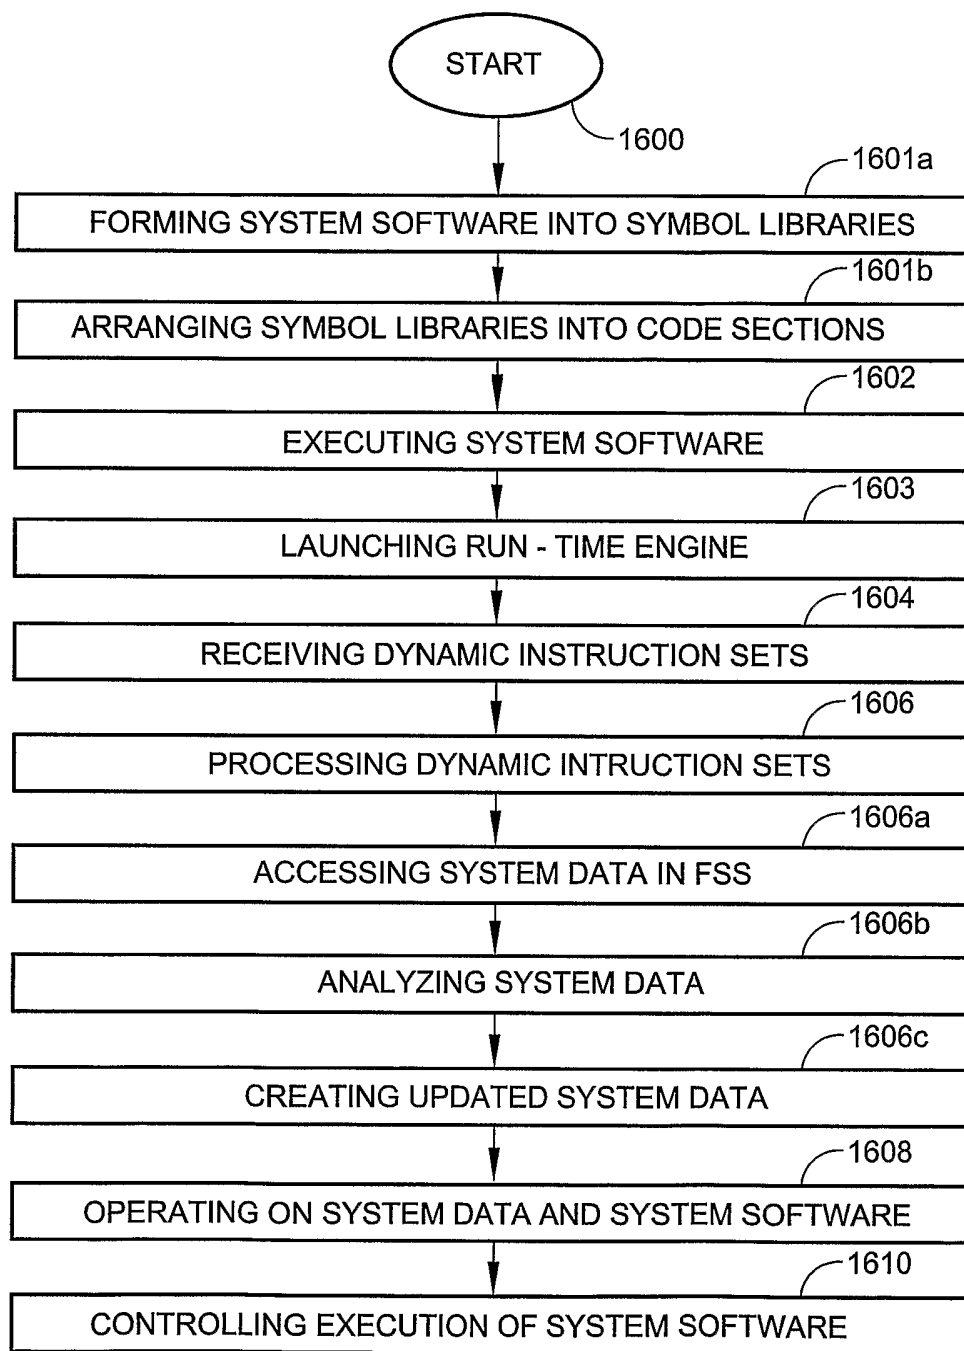 START
1600
1601a
FORMING SYSTEM SOFTWARE INTO SYMBOL LIBRARIES
1601b
ARRANGING SYMBOL LIBRARIES INTO CODE SECTIONS
1602
EXECUTING SYSTEM SOFTWARE
1603
LAUNCHING RUN - TIME ENGINE
1604
RECEIVING DYNAMIC INSTRUCTION SETS
1606
PROCESSING DYNAMIC INTRUCTION SETS
1606a
ACCESSING SYSTEM DATA IN FSS
1606b
ANALYZING SYSTEM DATA
1606c
CREATING UPDATED SYSTEM DATA
1608
OPERATING ON SYSTEM DATA AND SYSTEM SOFTWARE
1610
CONTROLLING EXECUTION OF SYSTEM SOFTWARE